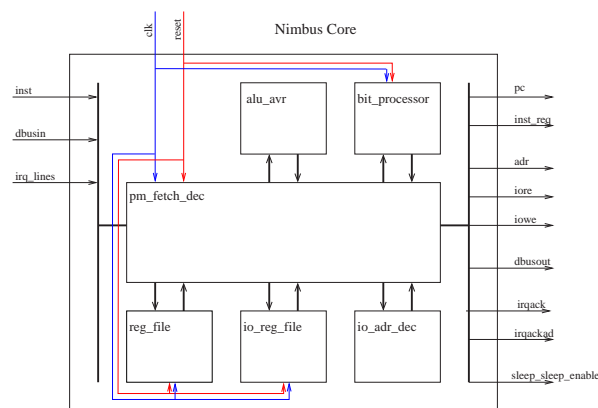 clk
reset
Nimbus Core
inst
dbusin
irq_lines
alu_avr
bit_processor
pm_fetch_dec
reg_file
io_reg_file
io_adr_dec
pc
inst_req
adr
iore
iowe
dbusout
irqack
irqackad
sleep_sleep_enable